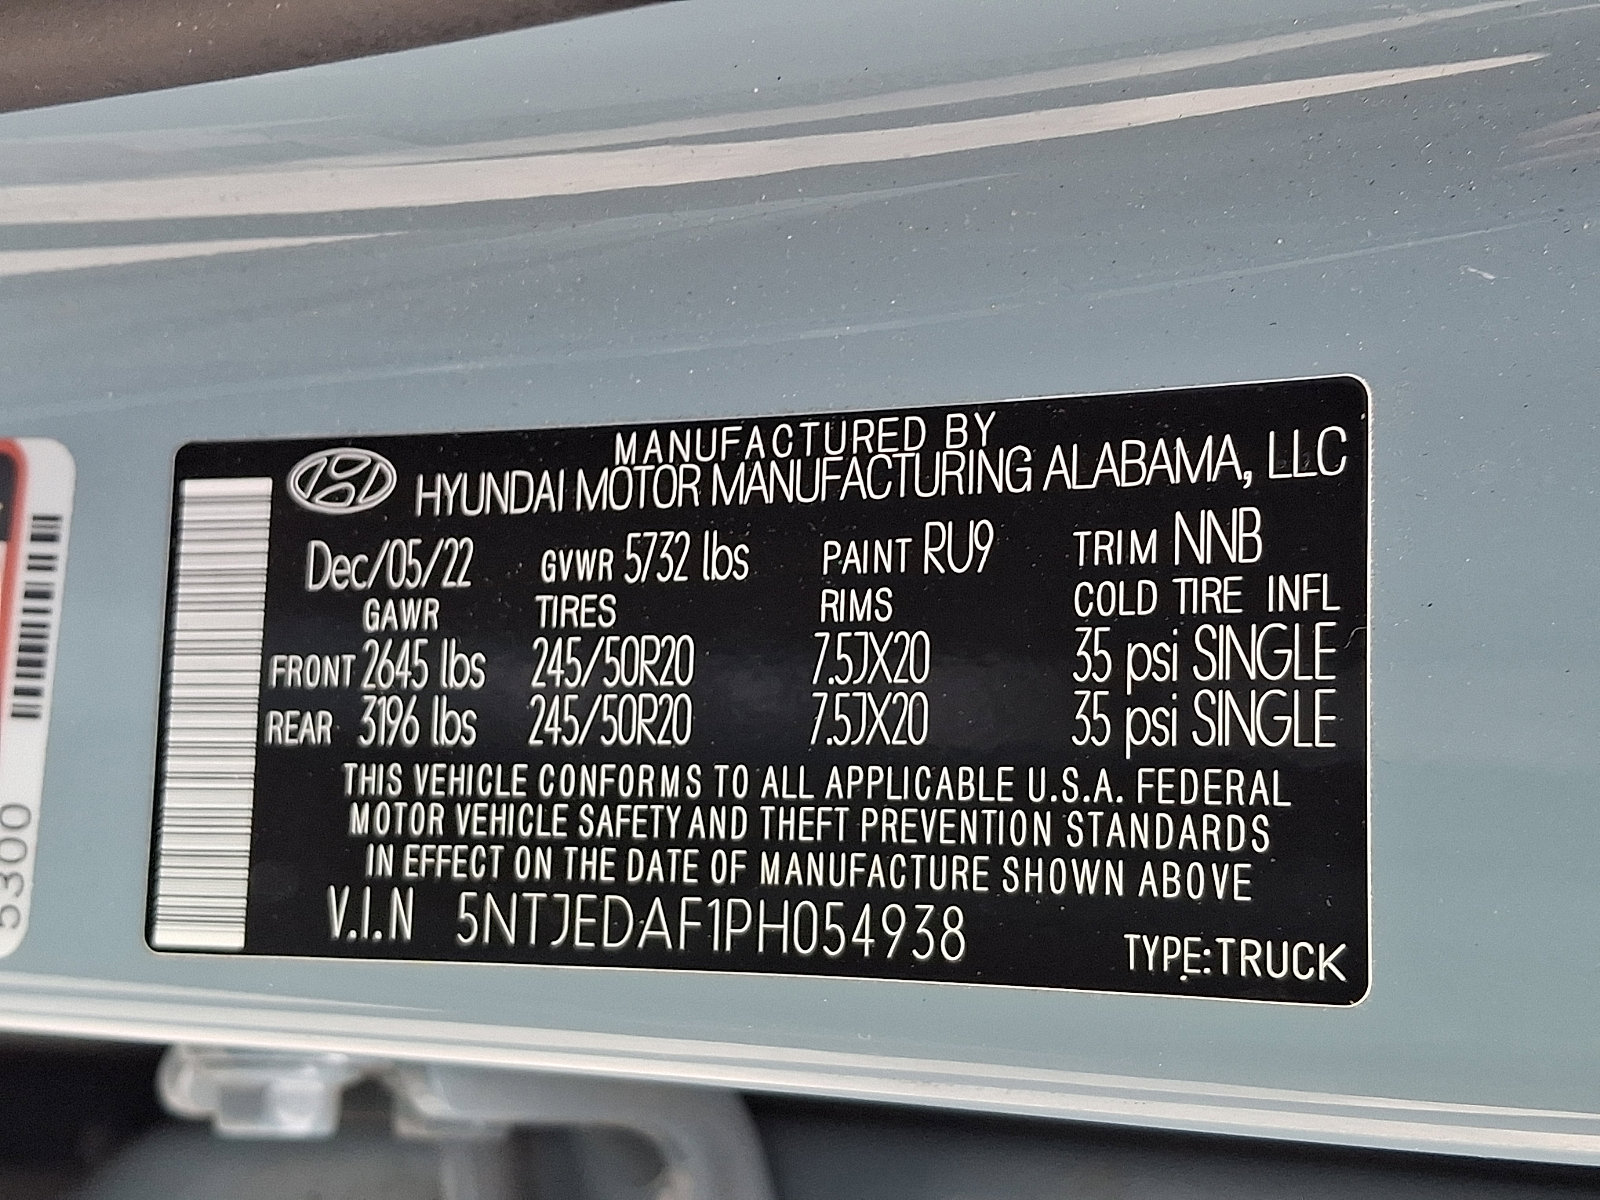 MANUFACTURED BY
HYUNDAI MOTOR MANUFACTURING ALABAMA, LLC
Dec/05/22 GVWR 5732 lbs PAINT RU9 TRIM NNB
GAWR TIRES RIMS COLD TIRE INFL
FRONT 2645 lbs 245/50R20 7.5JX20 35 psi SINGLE
REAR 3196 lbs 245/50R20 7.5JX20 35 psi SINGLE
THIS VEHICLE CONFORMS TO ALL APPLICABLE U.S.A. FEDERAL
MOTOR VEHICLE SAFETY AND THEFT PREVENTION STANDARDS
IN EFFECT ON THE DATE OF MANUFACTURE SHOWN ABOVE
V.I.N 5NTJEDAF1PH054938 TYPE:TRUCK
5300